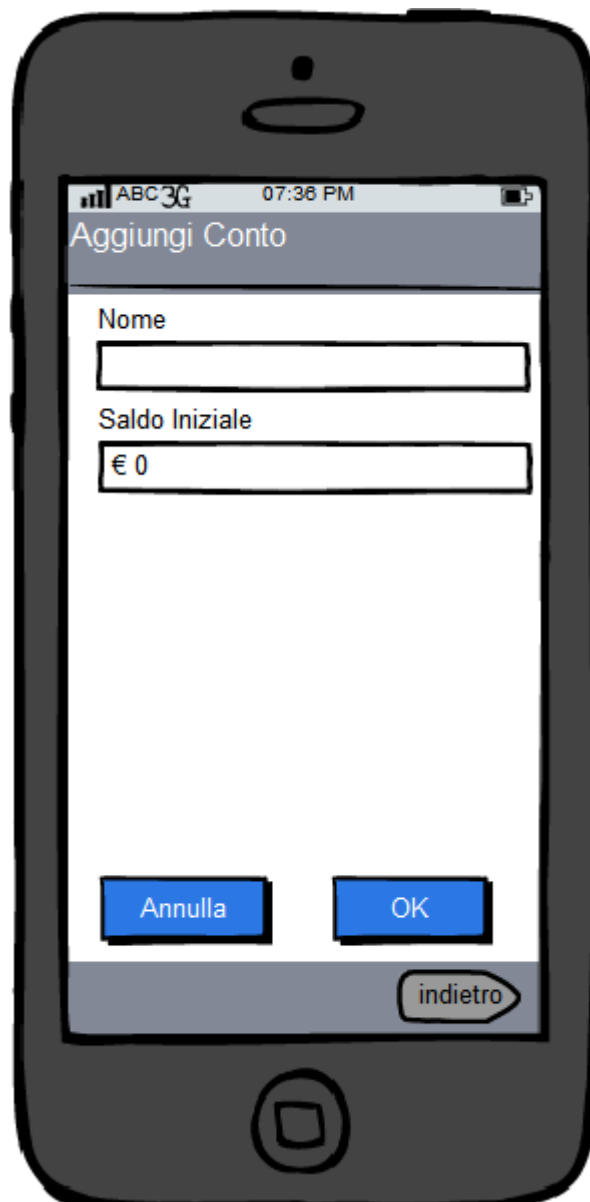 ABC 3G 07:36 PM
Aggiungi Conto
Nome
Saldo Iniziale
€ 0
Annulla OK
indietro